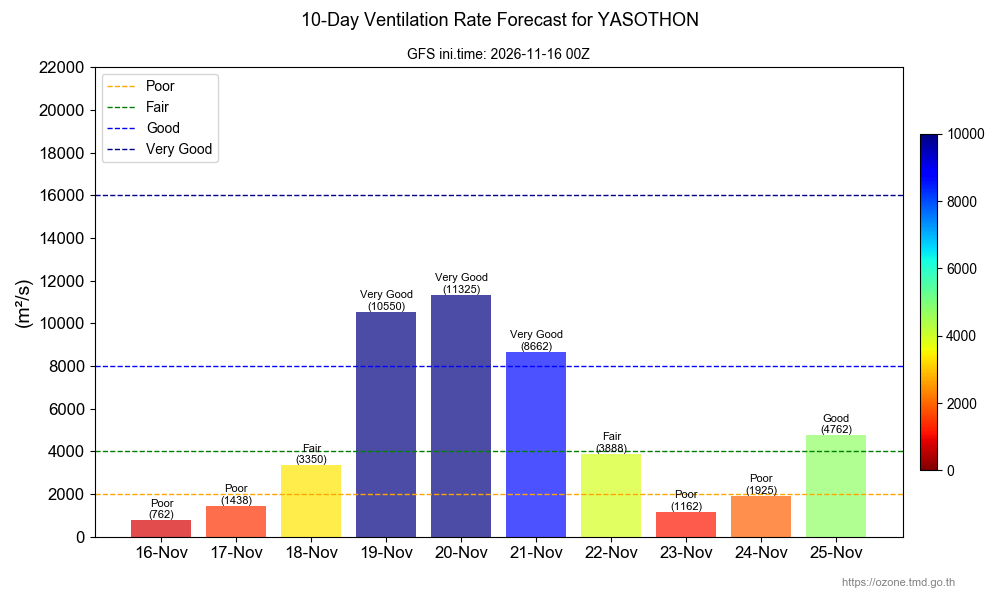 10-Day Ventilation Rate Forecast for YASOTHON
GFS ini.time: 2026-11-16 00Z
22000
20000
18000
16000
14000
12000
10000
8000
6000
4000
2000
0
(m²/s)
Poor
Fair
Good
Very Good
Poor
(762)
Poor
(1438)
Fair
(3350)
Very Good
(10550)
Very Good
(11325)
Very Good
(8662)
Fair
(3888)
Poor
(1162)
Poor
(1925)
Good
(4762)
16-Nov
17-Nov
18-Nov
19-Nov
20-Nov
21-Nov
22-Nov
23-Nov
24-Nov
25-Nov
10000
8000
6000
4000
2000
0
https://ozone.tmd.go.th